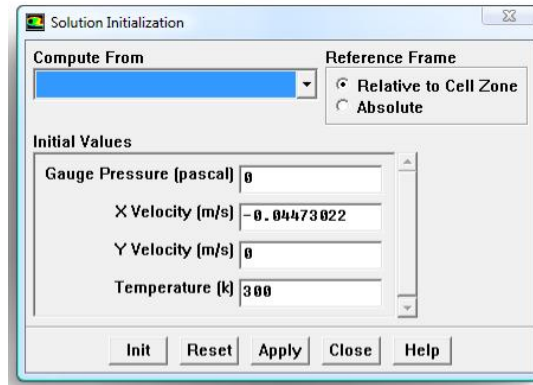 Solution Initialization
Compute From
Reference Frame
Relative to Cell Zone
Absolute
Initial Values
Gauge Pressure (pascal) 0
X Velocity (m/s) -0.04473022
Y Velocity (m/s) 0
Temperature (k) 300
Init Reset Apply Close Help